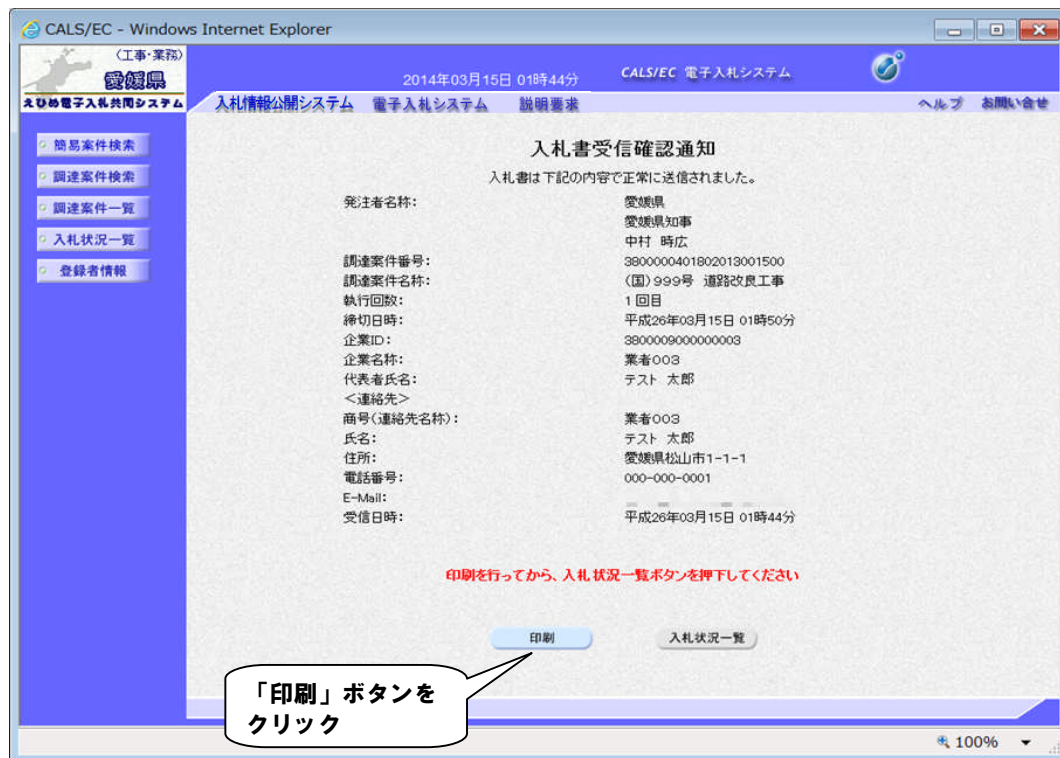 CALS/EC - Windows Internet Explorer
(工事・業務)
愛媛県
えひめ電子入札共同システム
2014年03月15日 01時44分
CALS/EC 電子入札システム
入札情報公開システム 電子入札システム 説明要求
ヘルプ お問い合せ
簡易案件検索
調達案件検索
調達案件一覧
入札状況一覧
登録者情報
入札書受信確認通知
入札書は下記の内容で正常に送信されました。
発注者名称: 愛媛県
愛媛県知事
中村 時広
調達案件番号: 3800000401802013001500
調達案件名称: (国)999号 道路改良工事
執行回数: 1回目
締切日時: 平成26年03月15日 01時50分
企業ID: 3800009000000003
企業名称: 業者003
代表者氏名: テスト 太郎
<連絡先>
商号(連絡先名称): 業者003
氏名: テスト 太郎
住所: 愛媛県松山市1-1-1
電話番号: 000-000-0001
E-Mail:
受信日時: 平成26年03月15日 01時44分
印刷を行ってから、入札状況一覧ボタンを押下してください
印刷 入札状況一覧
「印刷」ボタンを
クリック
100%